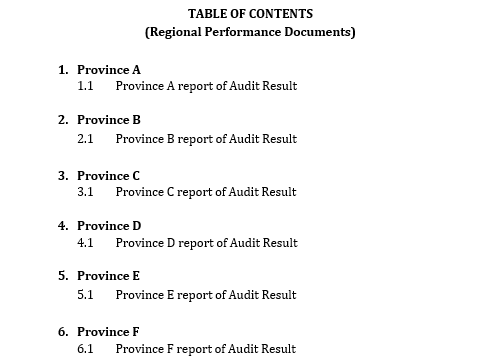 TABLE OF CONTENTS
(Regional Performance Documents)
1. Province A
1.1 Province A report of Audit Result
2. Province B
2.1 Province B report of Audit Result
3. Province C
3.1 Province C report of Audit Result
4. Province D
4.1 Province D report of Audit Result
5. Province E
5.1 Province E report of Audit Result
6. Province F
6.1 Province F report of Audit Result